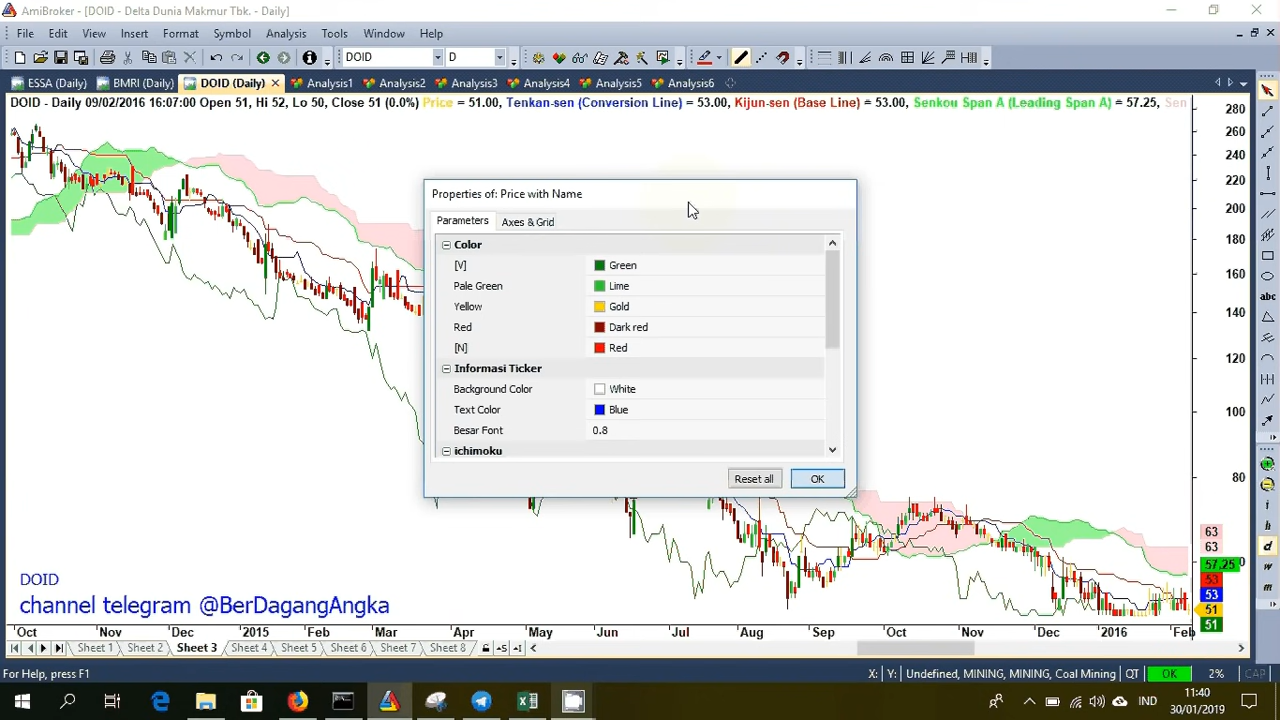 AmiBroker - [DOID - Delta Dunia Makmur Tbk. - Daily]
File Edit View Insert Format Symbol Analysis Tools Window Help
DOID D
ESSA (Daily) BMRI (Daily) DOID (Daily) Analysis1 Analysis2 Analysis3 Analysis4 Analysis5 Analysis6
DOID - Daily 09/02/2016 16:07:00 Open 51, Hi 52, Lo 50, Close 51 (0.0%) Price = 51.00, Tenkan-sen (Conversion Line) = 53.00, Kijun-sen (Base Line) = 53.00, Senkou Span A (Leading Span A) = 57.25, Sen
280
260
240
220
200
180
160
140
120
100
80
Properties of: Price with Name
Parameters Axes & Grid
Color
[V] Green
Pale Green Lime
Yellow Gold
Red Dark red
[N] Red
Informasi Ticker
Background Color White
Text Color Blue
Besar Font 0.8
ichimoku
Reset all OK
63
63
57.25
53
53
51
51
DOID
channel telegram @BerDagangAngka
Oct Nov Dec 2015 Feb Mar Apr May Jun Jul Aug Sep Oct Nov Dec 2016 Feb
Sheet 1 Sheet 2 Sheet 3 Sheet 4 Sheet 5 Sheet 6 Sheet 7 Sheet 8
abc
i
h
d
w
m
For Help, press F1 X: Y: Undefined, MINING, MINING, Coal Mining QT OK 2% CAP
IND 11:40
30/01/2019